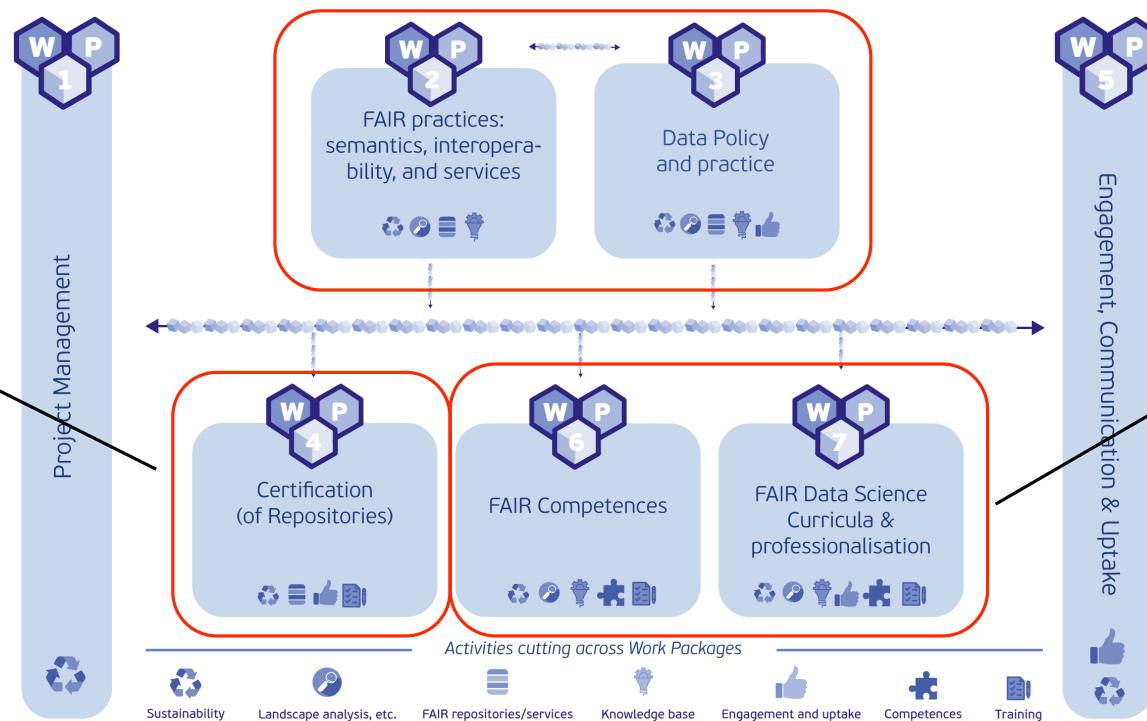 W P
1
Project Management
W P
2
FAIR practices:
semantics, interopera-
bility, and services
W P
3
Data Policy
and practice
W P
5
Engagement, Communication & Uptake
W P
4
Certification
(of Repositories)
W P
6
FAIR Competences
W P
7
FAIR Data Science
Curricula &
professionalisation
Activities cutting across Work Packages
Sustainability
Landscape analysis, etc.
FAIR repositories/services
Knowledge base
Engagement and uptake
Competences
Training